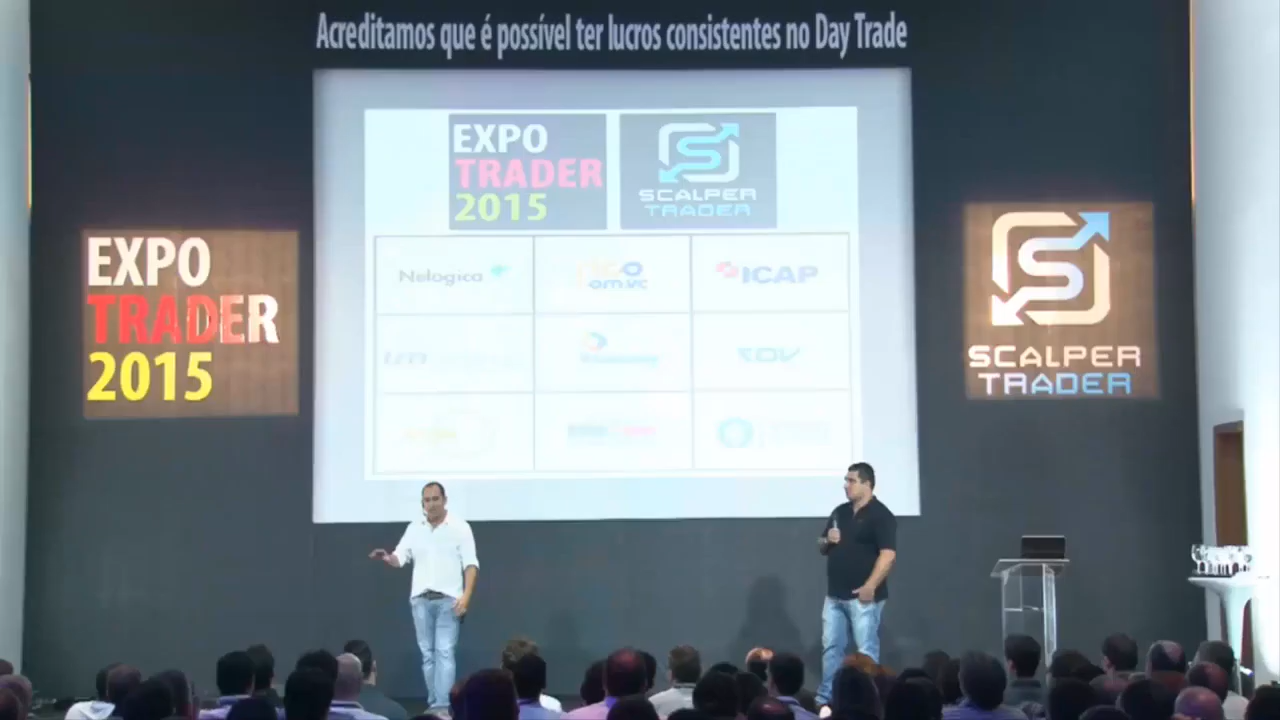 Acreditamos que é possível ter lucros consistentes no Day Trade
EXPO
TRADER
2015
SCALPER
TRADER
Nelogica
ICAP
EXPO
TRADER
2015
SCALPER
TRADER